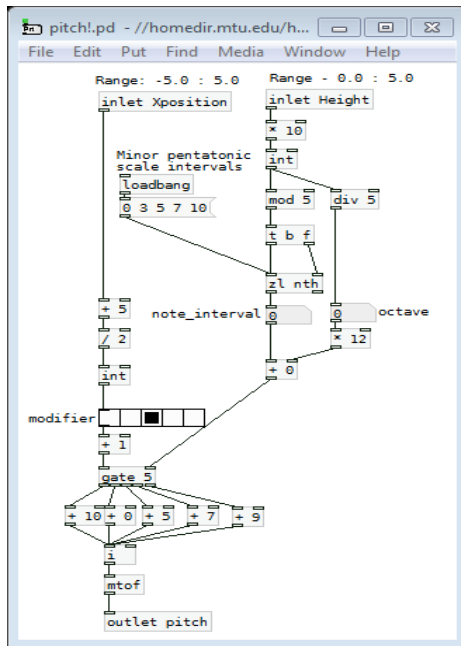 pitch!.pd - //homedir.mtu.edu/h...
File Edit Put Find Media Window Help
Range: -5.0 : 5.0
Range - 0.0 : 5.0
inlet Xposition
inlet Height
* 10
Minor pentatonic
scale intervals
int
loadbang
0 3 5 7 10
mod 5
div 5
t b f
zl nth
+ 5
note_interval
0
0
octave
/ 2
* 12
int
+ 0
modifier
+ 1
gate 5
+ 10
+ 0
+ 5
+ 7
+ 9
i
mtof
outlet pitch